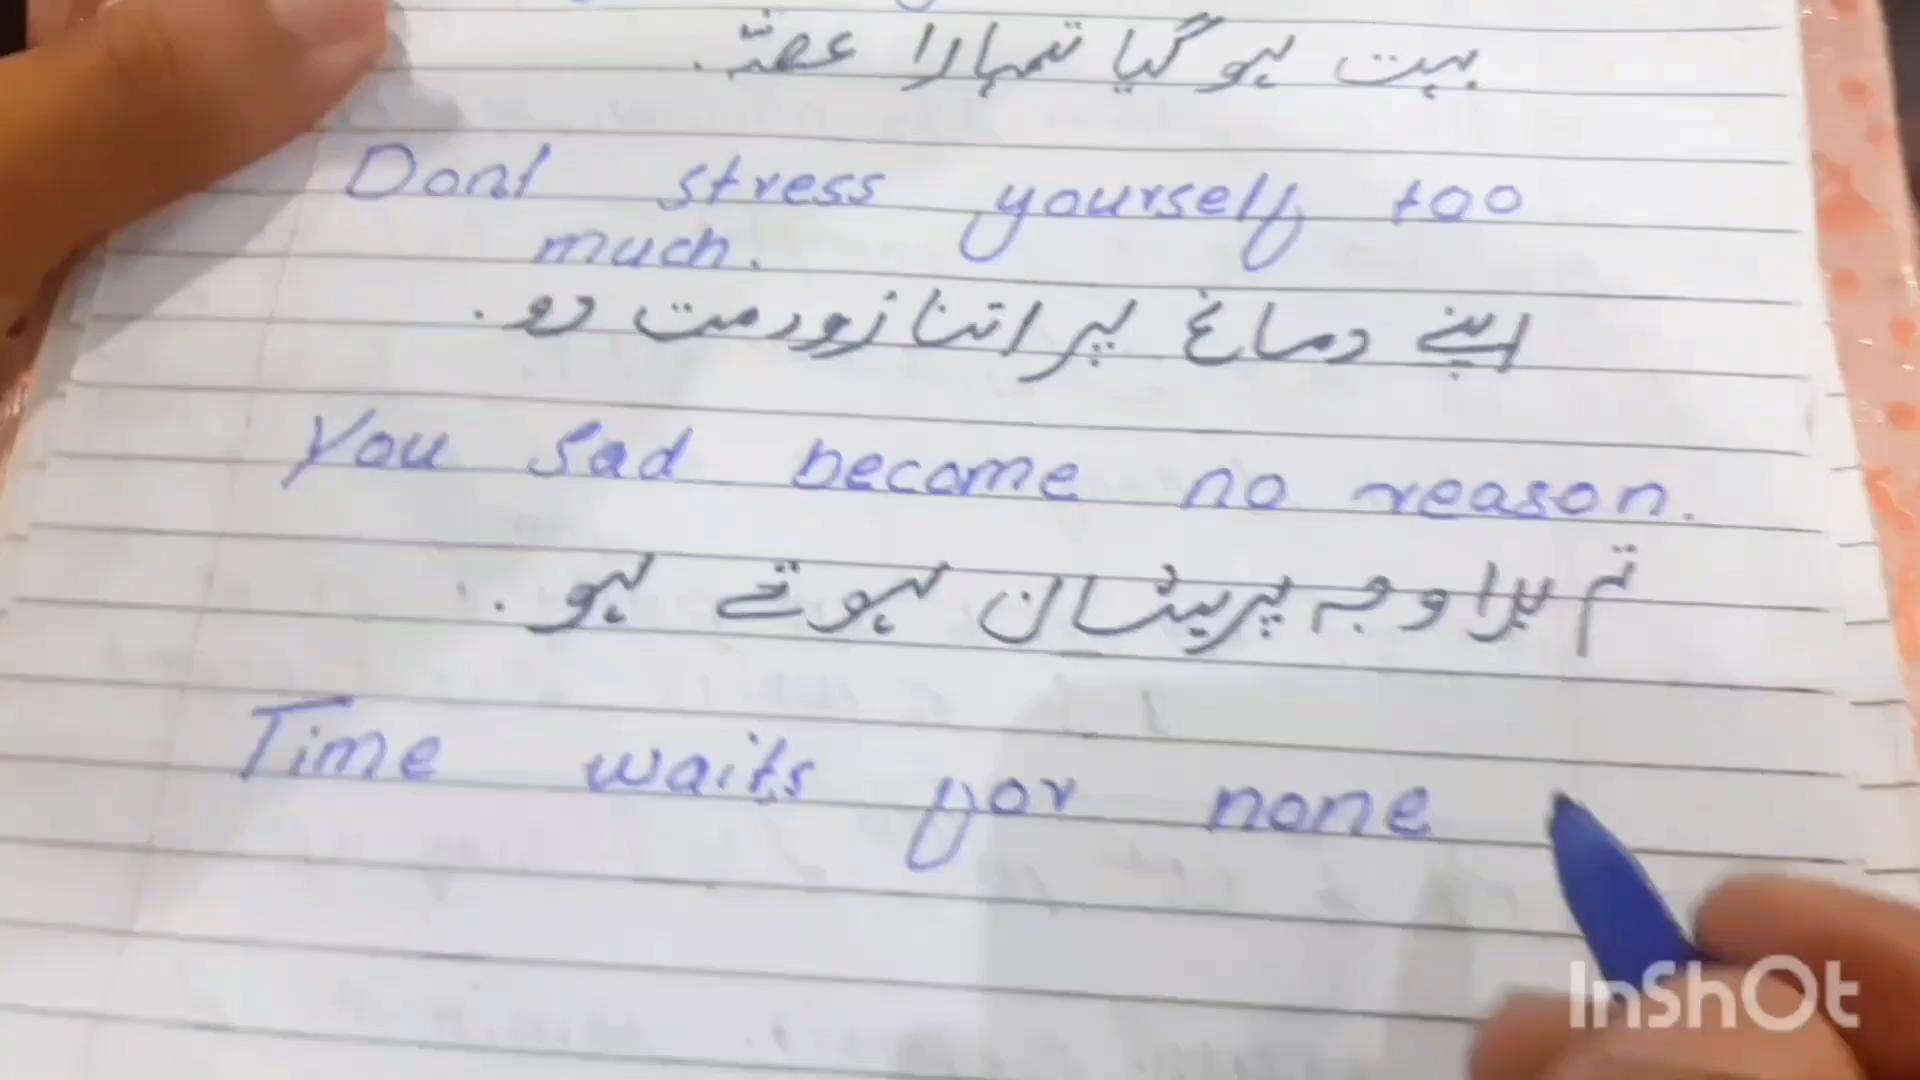 بہت ہو گیا تمہارا غصہ.
Dont stress yourself too
much.
اپنے دماغ پر اتنا زور مت دو.
You sad become no reason.
تم بلا وجہ پریشان ہوتے ہو.
Time waits for none
InShOt